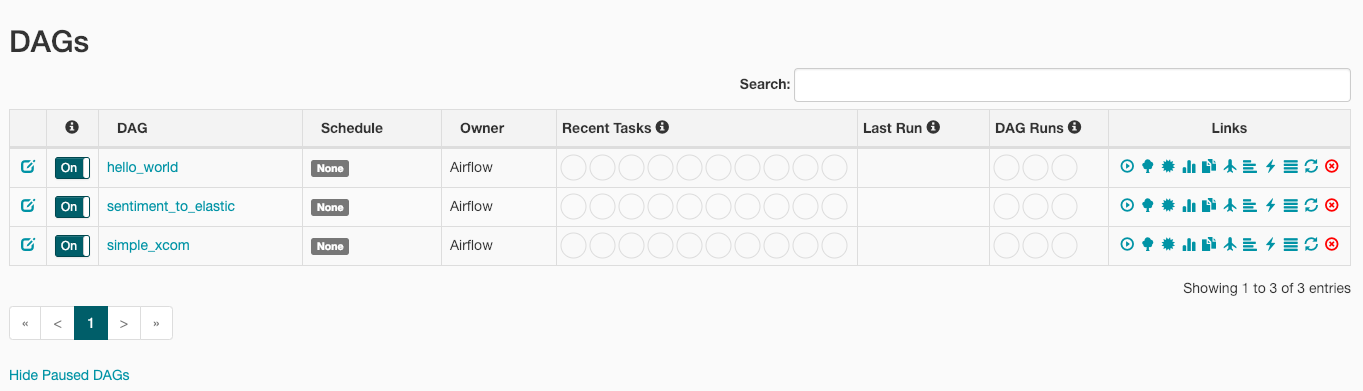 DAGs
Search:
DAG Schedule Owner Recent Tasks Last Run DAG Runs Links
On hello_world None Airflow
On sentiment_to_elastic None Airflow
On simple_xcom None Airflow
Showing 1 to 3 of 3 entries
« < 1 > »
Hide Paused DAGs